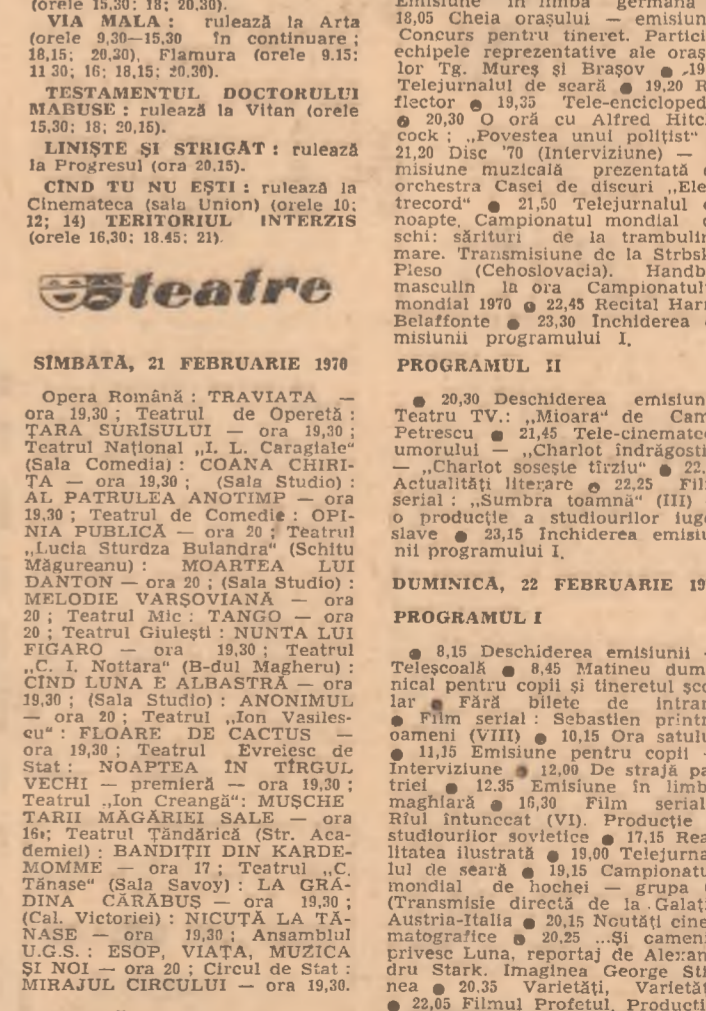 (orele 15,30; 18; 20,30).
VIA MALA : rulează la Arta
(orele 9,30—15,30 în continuare ;
18,15; 20,30), Flamura (orele 9.15;
11 30; 16; 18,15; 20,30).
TESTAMENTUL DOCTORULUI
MABUSE : rulează la Vitan (orele
15,30; 18; 20,15).
LINIȘTE ȘI STRIGĂT : rulează
la Progresul (ora 20,15).
CÎND TU NU EȘTI : rulează la
Cinemateca (sala Union) (orele 10;
12; 14) TERITORIUL INTERZIS
(orele 16,30; 18.45; 21).
teatre
SÎMBĂTĂ, 21 FEBRUARIE 1970
Opera Română : TRAVIATA —
ora 19,30 ; Teatrul de Operetă :
ȚARA SURÎSULUI — ora 19,30 ;
Teatrul Național „I. L. Caragiale“
(Sala Comedia) : COANA CHIRI-
ȚA — ora 19,30 ; (Sala Studio) :
AL PATRULEA ANOTIMP — ora
19,30 ; Teatrul de Comedie : OPI-
NIA PUBLICĂ — ora 20 ; Teatrul
„Lucia Sturdza Bulandra“ (Schitu
Măgureanu) : MOARTEA LUI
DANTON — ora 20 ; (Sala Studio) :
MELODIE VARȘOVIANĂ — ora
20 ; Teatrul Mic : TANGO — ora
20 ; Teatrul Giulești : NUNTA LUI
FIGARO — ora 19,30 ; Teatrul
„C. I. Nottara“ (B-dul Magheru) :
CÎND LUNA E ALBASTRĂ — ora
19,30 ; (Sala Studio) : ANONIMUL
— ora 20 ; Teatrul „Ion Vasiles-
cu“ : FLOARE DE CACTUS —
ora 19,30 ; Teatrul Evreiesc de
Stat : NOAPTEA ÎN TÎRGUL
VECHI — premieră — ora 19,30 ;
Teatrul „Ion Creangă“: MUȘCHE
TARII MĂGĂRIEI SALE — ora
16; Teatrul Țăndărică (Str. Aca-
demiei) : BANDIȚII DIN KARDE-
MOMME — ora 17 ; Teatrul „C.
Tănase“ (Sala Savoy) : LA GRĂ-
DINA CĂRĂBUȘ — ora 19,30 ;
(Cal. Victoriei) : NICUȚĂ LA TĂ-
NASE — ora 19,30 ; Ansamblul
U.G.S. : ESOP, VIAȚA, MUZICA
ȘI NOI — ora 20 ; Circul de Stat :
MIRAJUL CIRCULUI — ora 19,30.
Emisiune în limba germană
18,05 Cheia orașului — emisiun
Concurs pentru tineret. Partici
echipele reprezentative ale oraș
lor Tg. Mureș și Brașov ● 19
Telejurnalul de seară ● 19,20 R
flector ● 19,35 Tele-encicloped
● 20,30 O oră cu Alfred Hitc
cock ; „Povestea unui polițist“
21,20 Disc '70 (Interviziune) —
misiune muzicală prezentată
orchestra Casei de discuri „Ele
trecord“ ● 21,50 Telejurnalul
noapte. Campionatul mondial
schi: sărituri de la trambulin
mare. Transmisiune de la Strbsk
Pleso (Cehoslovacia). Handb
masculin la ora Campionatul
mondial 1970 ● 22,45 Recital Harr
Belaffonte ● 23,30 Închiderea
misiunii programului I.
PROGRAMUL II
● 20,30 Deschiderea emisiun
Teatru TV.: „Mioara“ de Cam
Petrescu ● 21,45 Tele-cinematec
umorului — „Charlot îndrăgosti
— „Charlot sosește tîrziu“ ● 22,
Actualități literare ● 22,25 Fil
serial : „Sumbra toamnă“ (III)
o producție a studiourilor iugo
slave ● 23,15 Închiderea emisiu
nii programului I.
DUMINICĂ, 22 FEBRUARIE 19
PROGRAMUL I
● 8,15 Deschiderea emisiunii -
Teleșcoală ● 8,45 Matineu dum
nical pentru copii și tineretul șco
lar ● Fără bilete de intrar
● Film serial : Sebastien printr
oameni (VIII) ● 10,15 Ora satulu
● 11,15 Emisiune pentru copii -
Interviziune ● 12,00 De strajă pa
triei ● 12.35 Emisiune în limb
maghiară ● 16,30 Film serial
Rîul întunecat (VI). Producție
studiourilor sovietice ● 17,15 Rea
litatea ilustrată ● 19,00 Telejurna
lul de seară ● 19,15 Campionatu
mondial de hochei — grupa
(Transmisie directă de la Galați
Austria-Italia ● 20,15 Noutăți cine
matografice ● 20,25 ...Și cameni
privesc Luna, reportaj de Alexan
dru Stark. Imaginea George Sti
nea ● 20.35 Varietăți, Varietăț
● 22,05 Filmul Profetul. Producți